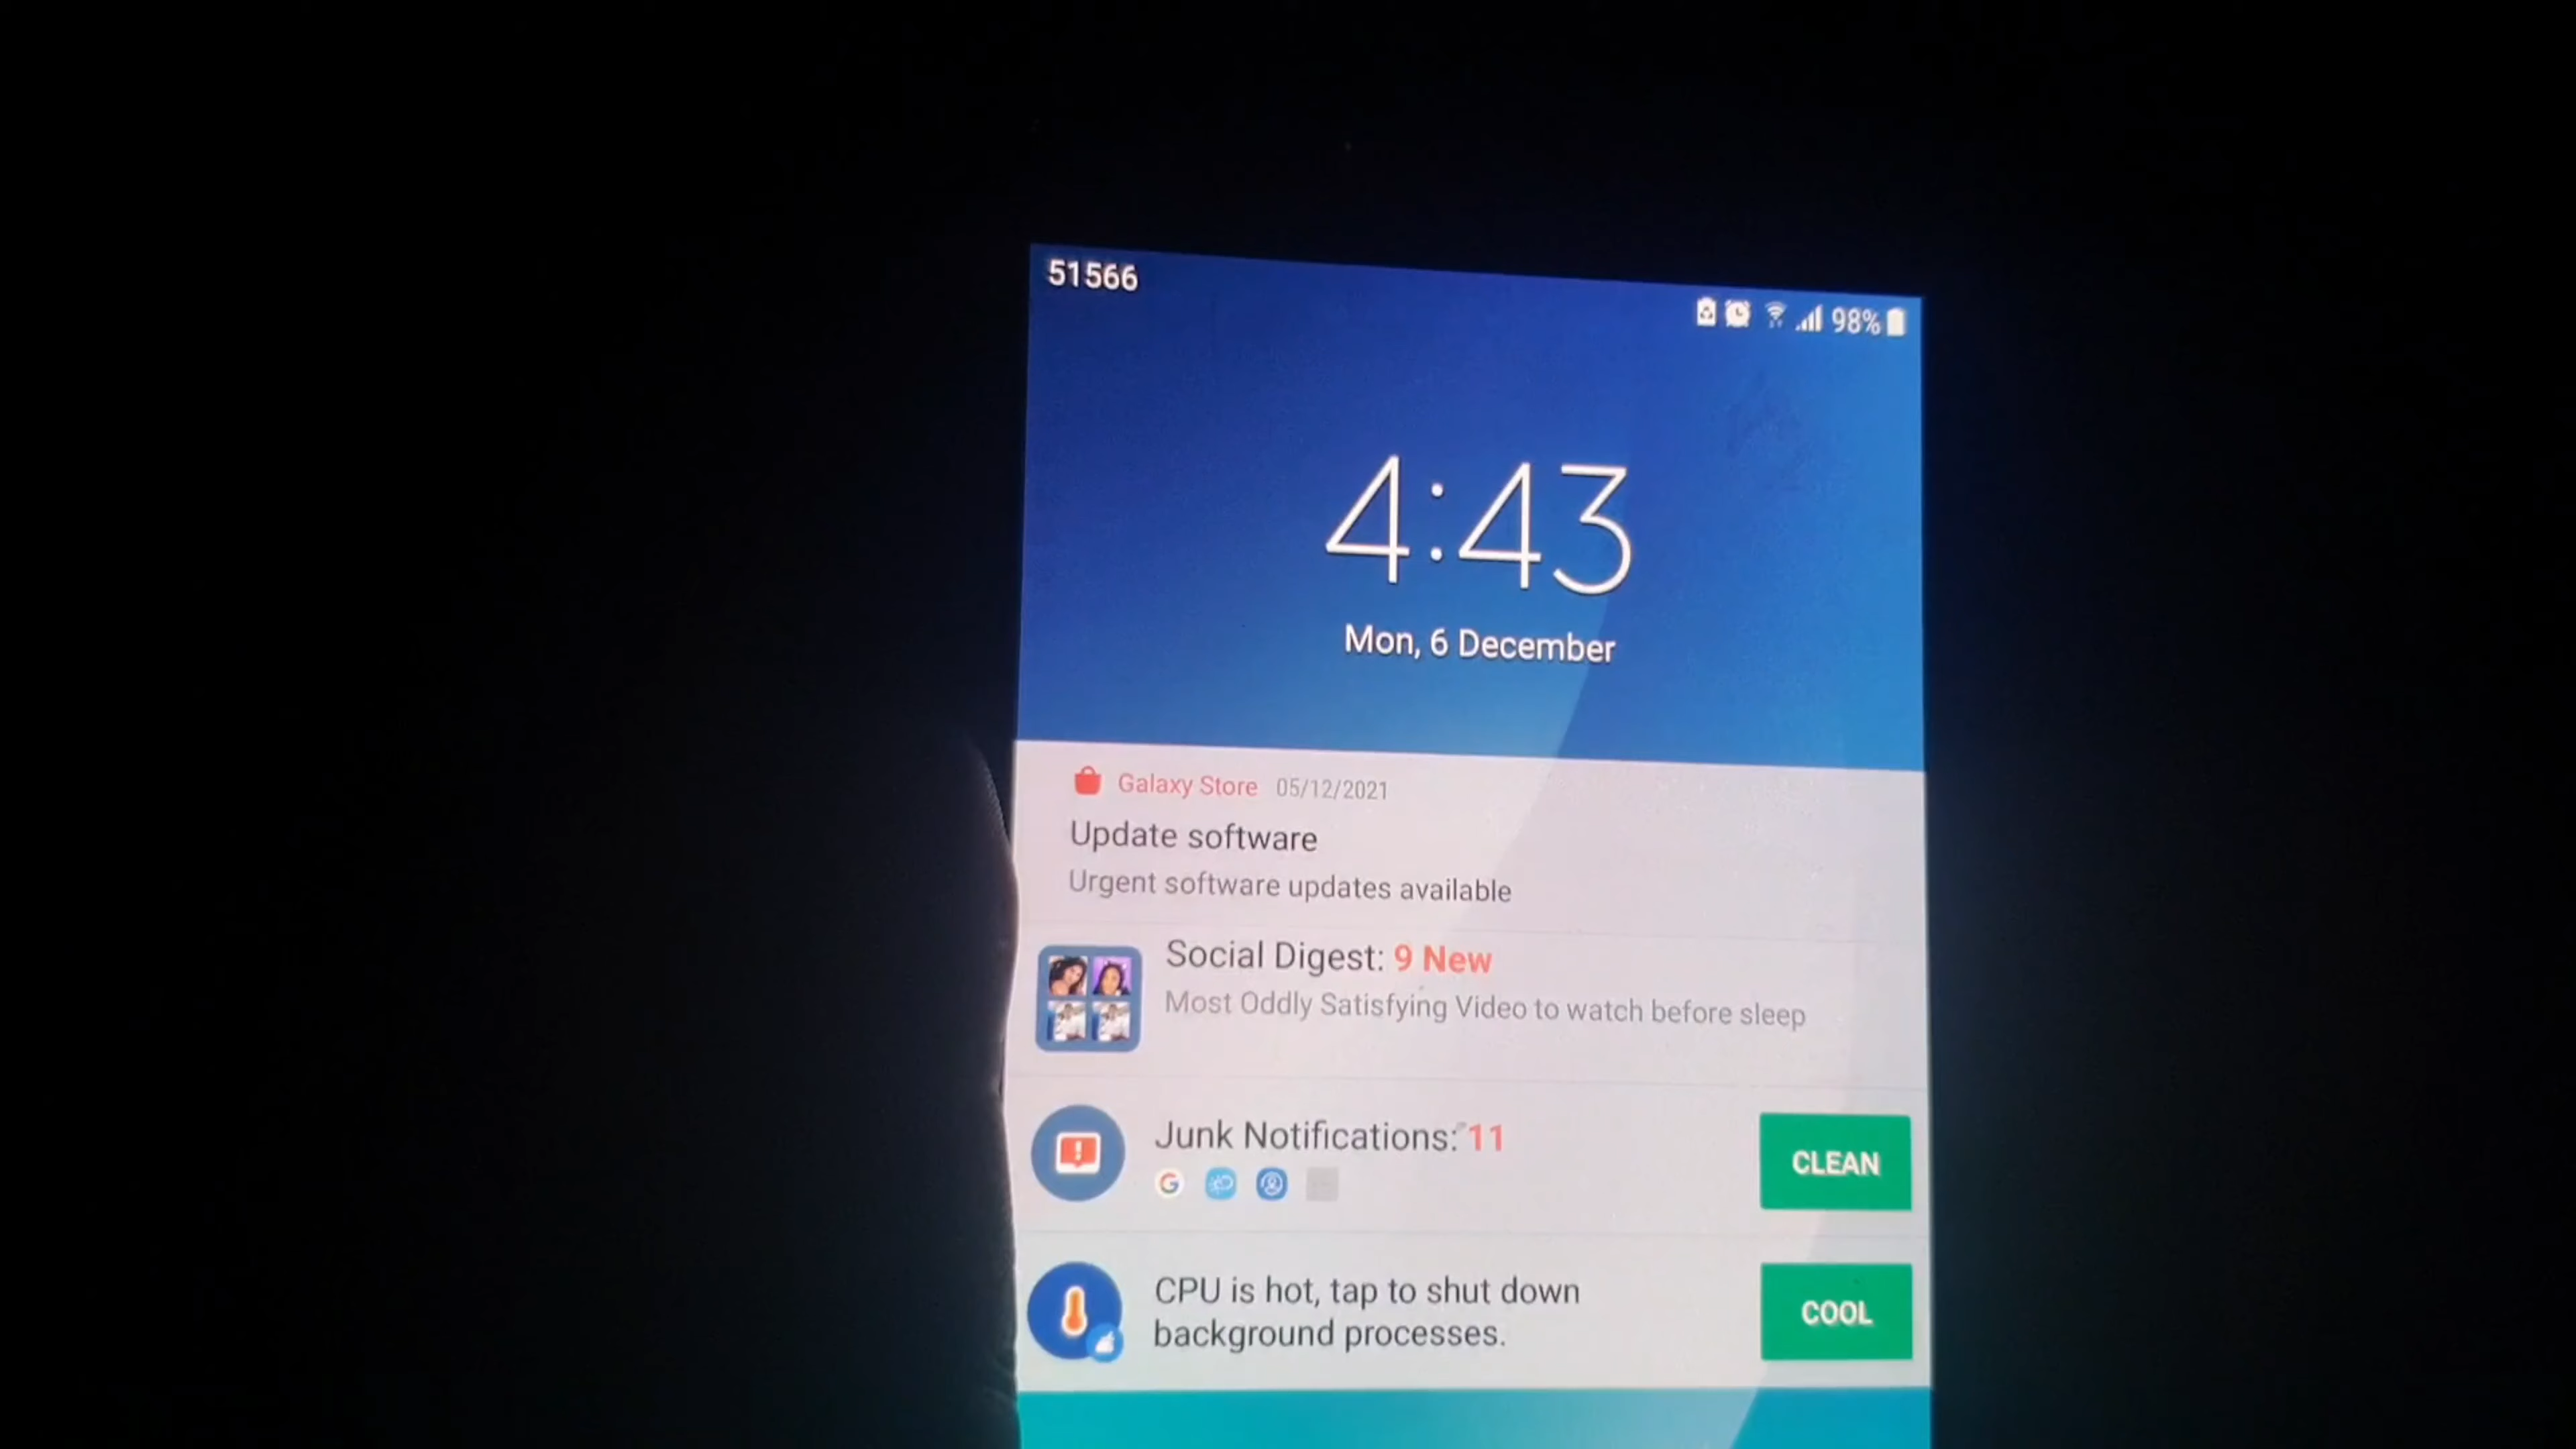 51566
98%
4:43
Mon, 6 December
Galaxy Store 05/12/2021
Update software
Urgent software updates available
Social Digest: 9 New
Most Oddly Satisfying Video to watch before sleep
Junk Notifications: 11
CLEAN
G
CPU is hot, tap to shut down
background processes.
COOL